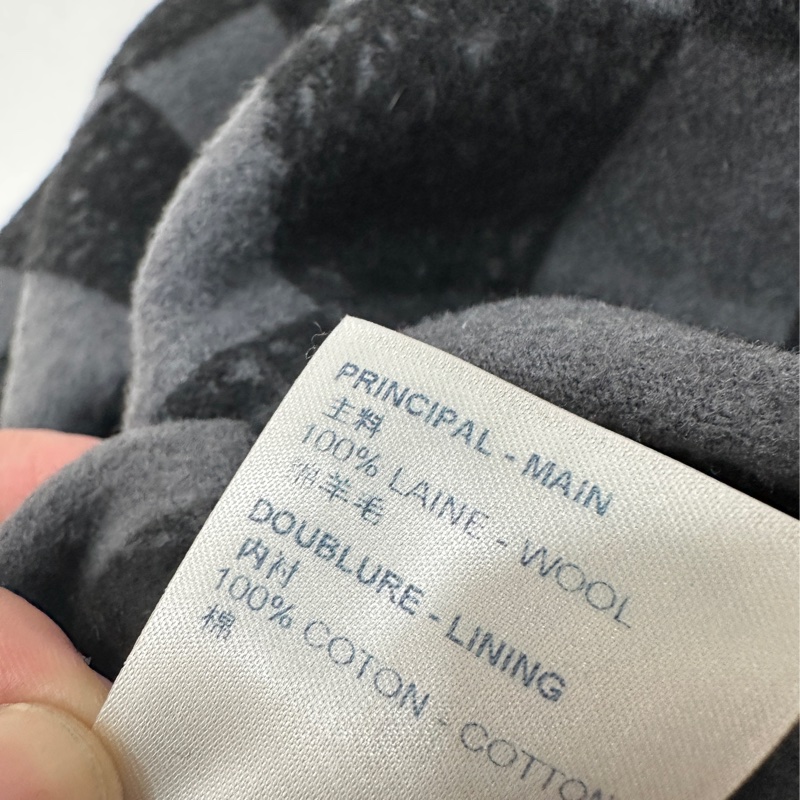 PRINCIPAL - MAIN
主料
100% LAINE - WOOL
绵羊毛
DOUBLURE - LINING
内衬
100% COTON - COTTON
棉